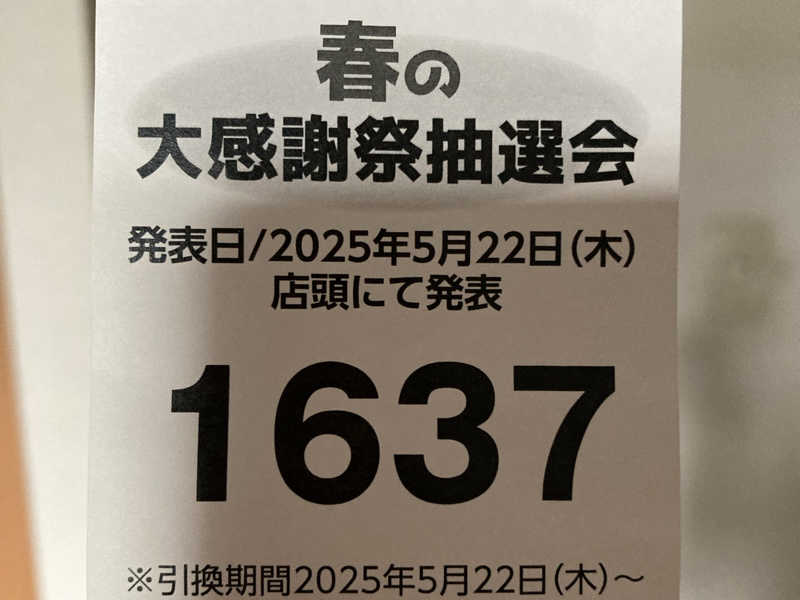 春の
大感謝祭抽選会
発表日/2025年5月22日(木)
店頭にて発表
1637
※引換期間2025年5月22日(木)～